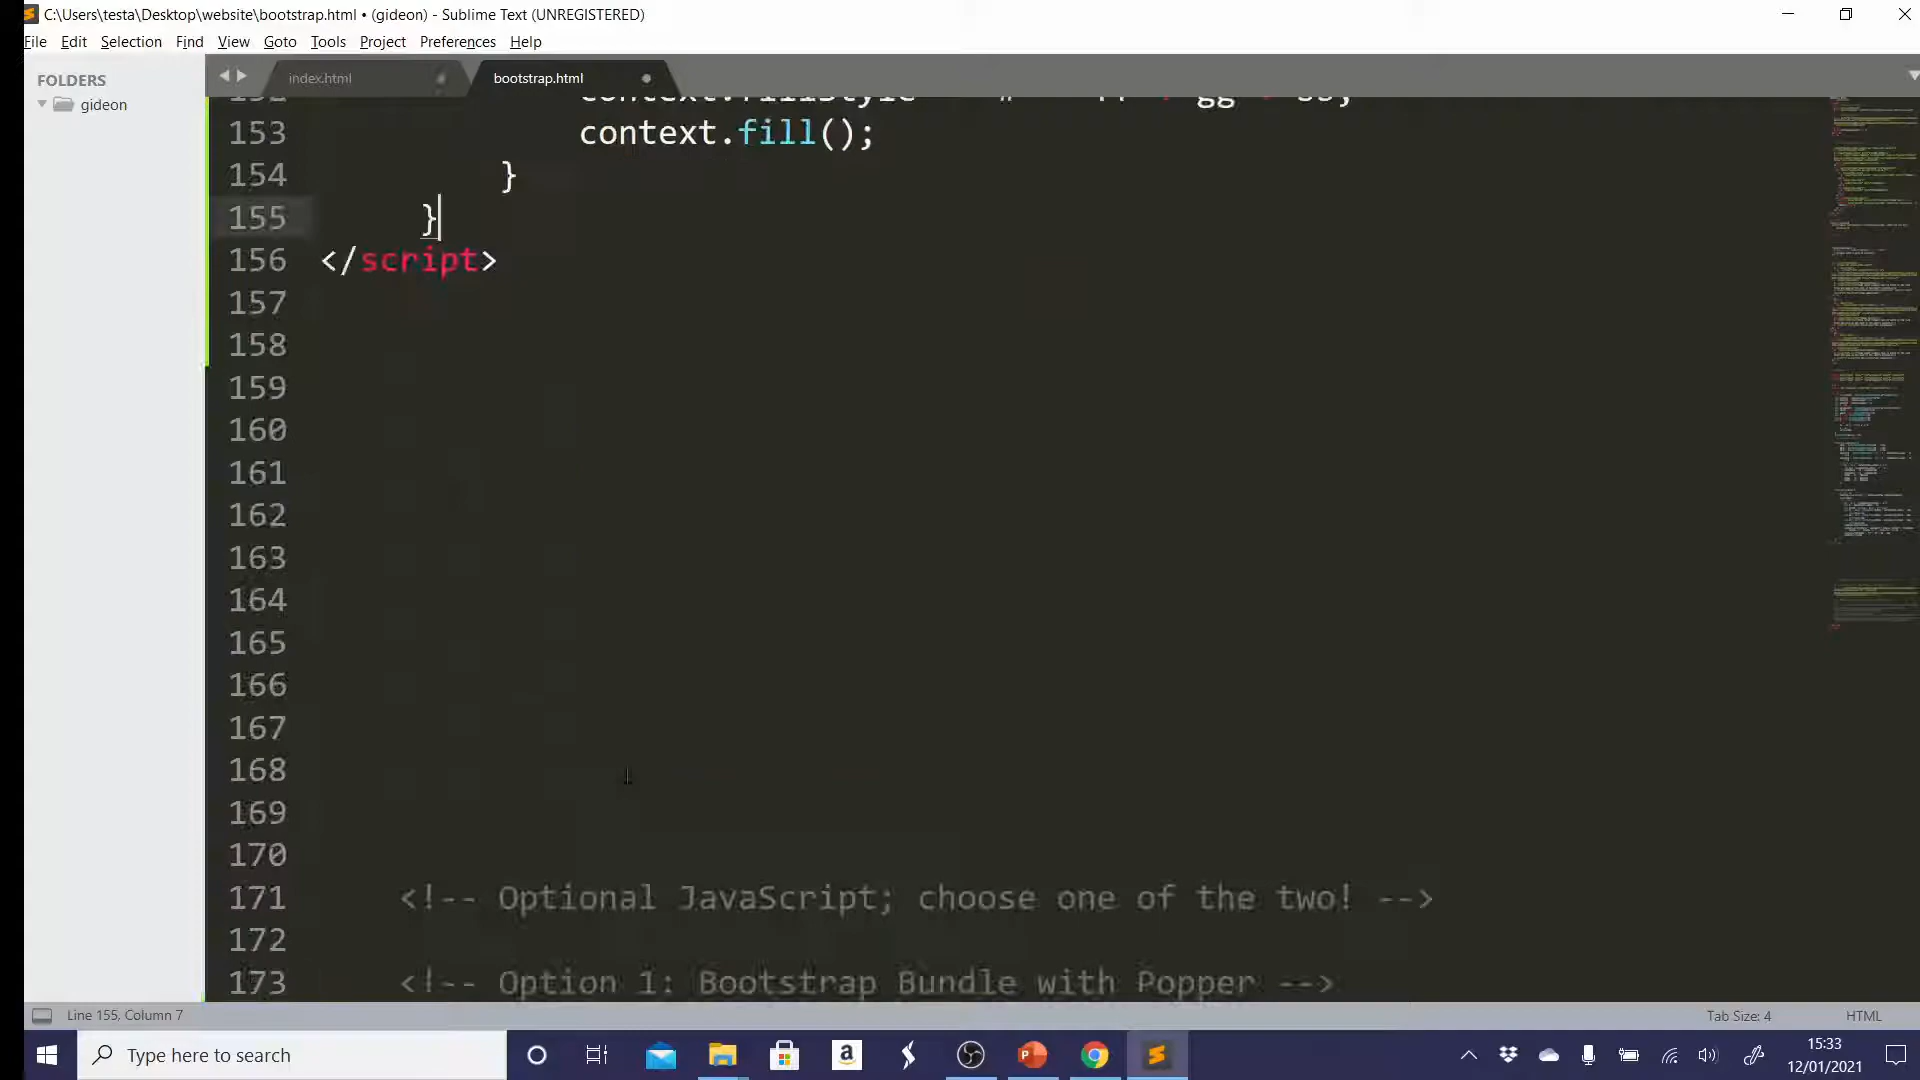 C:\Users\testa\Desktop\website\bootstrap.html • (gideon) - Sublime Text (UNREGISTERED)
File Edit Selection Find View Goto Tools Project Preferences Help
FOLDERS
gideon
index.html
bootstrap.html
153 context.fill();
154 }
155 }
156 </script>
157
158
159
160
161
162
163
164
165
166
167
168
169
170
171 <!-- Optional JavaScript; choose one of the two! -->
172
173 <!-- Option 1: Bootstrap Bundle with Popper -->
Line 155, Column 7
Tab Size: 4
HTML
Type here to search
15:33
12/01/2021